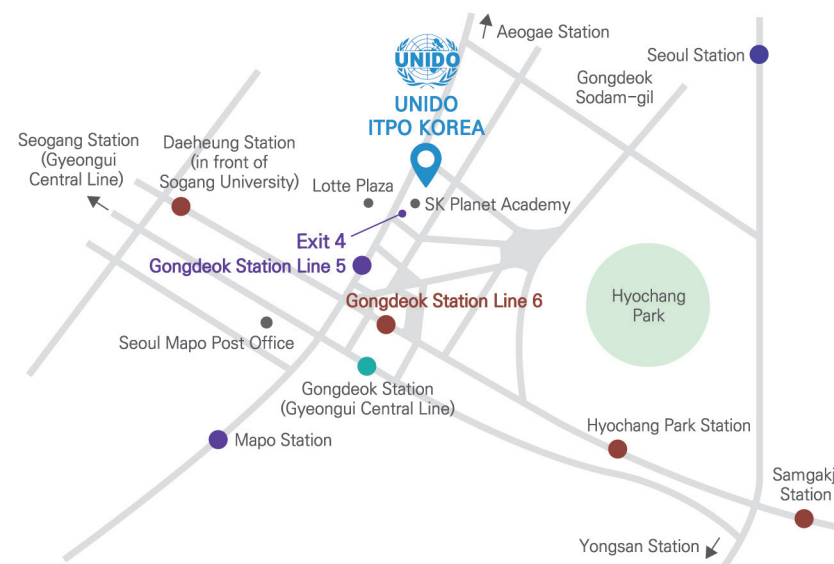 Aeogae Station
Seoul Station
UNIDO
UNIDO
ITPO KOREA
Gongdeok
Sodam-gil
Seogang Station
(Gyeongui
Central Line)
Daeheung Station
(in front of
Sogang University)
Lotte Plaza
SK Planet Academy
Exit 4
Gongdeok Station Line 5
Gongdeok Station Line 6
Hyochang
Park
Seoul Mapo Post Office
Gongdeok Station
(Gyeongui Central Line)
Mapo Station
Hyochang Park Station
Samgakj
Station
Yongsan Station